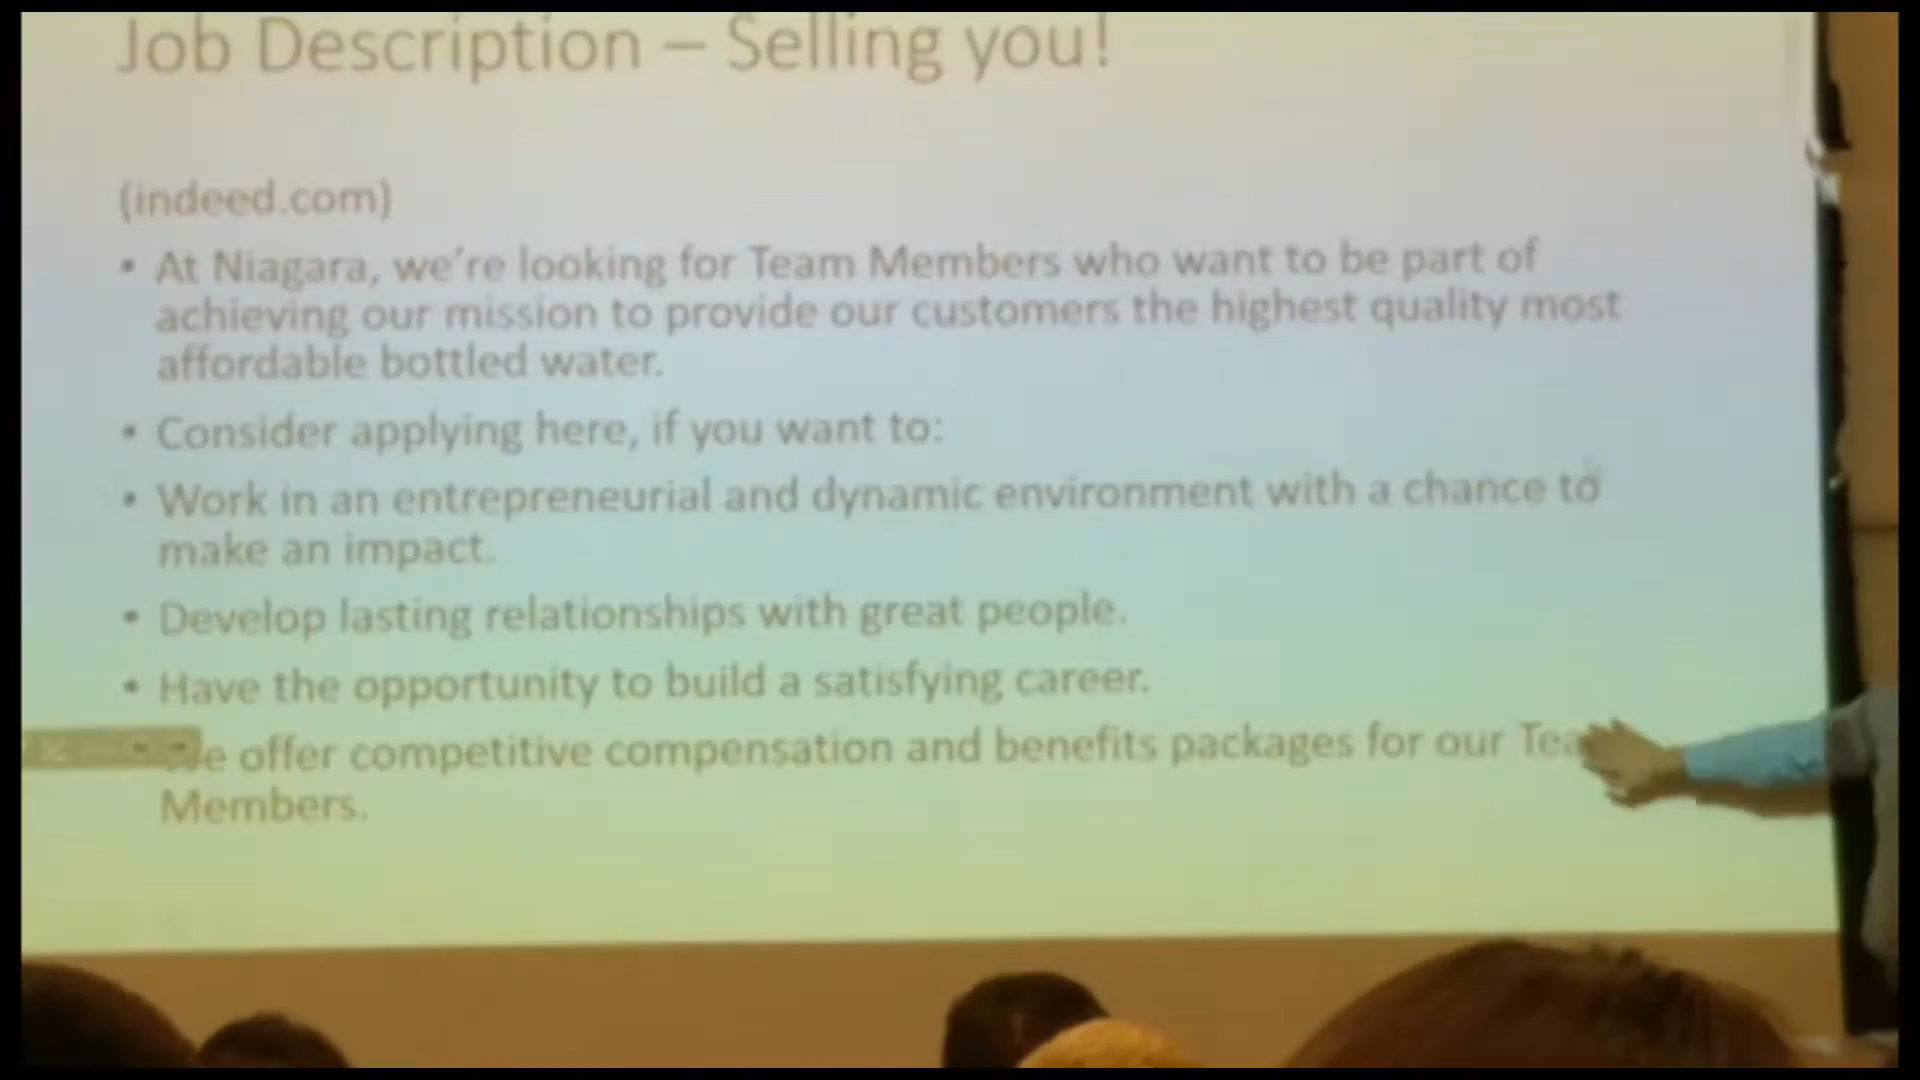 Job Description – Selling you!
(indeed.com)
• At Niagara, we're looking for Team Members who want to be part of
achieving our mission to provide our customers the highest quality most
affordable bottled water.
• Consider applying here, if you want to:
• Work in an entrepreneurial and dynamic environment with a chance to
make an impact.
• Develop lasting relationships with great people.
• Have the opportunity to build a satisfying career.
We offer competitive compensation and benefits packages for our Tea
Members.